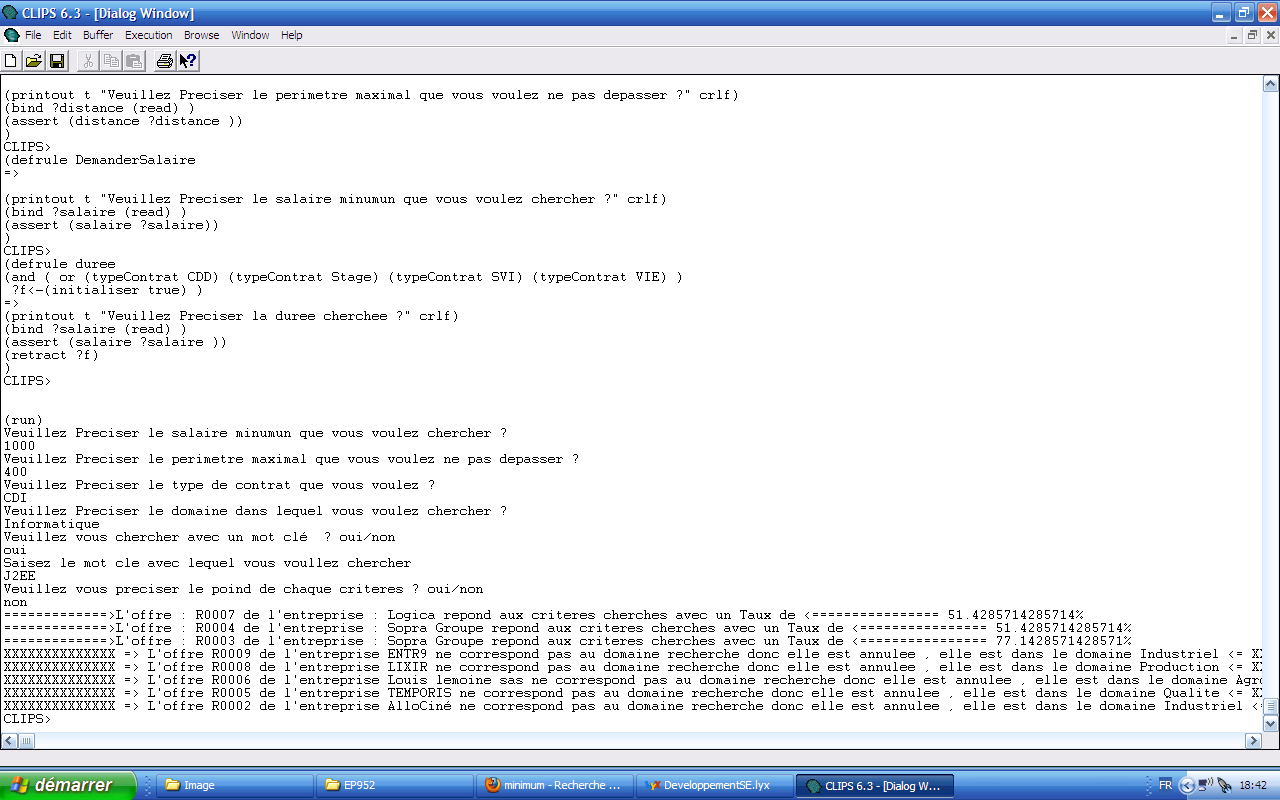 CLIPS 6.3 - [Dialog Window]
File Edit Buffer Execution Browse Window Help
(printout t "Veuillez Preciser le perimetre maximal que vous voulez ne pas depasser ?" crlf)
(bind ?distance (read) )
(assert (distance ?distance ))
)
CLIPS>
(defrule DemanderSalaire
=>
(printout t "Veuillez Preciser le salaire minumun que vous voulez chercher ?" crlf)
(bind ?salaire (read) )
(assert (salaire ?salaire))
)
CLIPS>
(defrule duree
(and ( or (typeContrat CDD) (typeContrat Stage) (typeContrat SVI) (typeContrat VIE) )
?f<-(initialiser true) )
=>
(printout t "Veuillez Preciser la duree cherchee ?" crlf)
(bind ?salaire (read) )
(assert (salaire ?salaire ))
(retract ?f)
)
CLIPS>
(run)
Veuillez Preciser le salaire minumun que vous voulez chercher ?
1000
Veuillez Preciser le perimetre maximal que vous voulez ne pas depasser ?
400
Veuillez Preciser le type de contrat que vous voulez ?
CDI
Veuillez Preciser le domaine dans lequel vous voulez chercher ?
Informatique
Veuillez vous chercher avec un mot clé  ? oui/non
oui
Saisez le mot cle avec lequel vous voullez chercher
J2EE
Veuillez vous preciser le poind de chaque criteres ? oui/non
non
=============>L'offre : R0007 de l'entreprise : Logica repond aux criteres cherches avec un Taux de <================ 51.4285714285714%
=============>L'offre : R0004 de l'entreprise : Sopra Groupe repond aux criteres cherches avec un Taux de <================ 51.4285714285714%
=============>L'offre : R0003 de l'entreprise : Sopra Groupe repond aux criteres cherches avec un Taux de <================ 77.1428571428571%
XXXXXXXXXXXXXX => L'offre R0009 de l'entreprise ENTR9 ne correspond pas au domaine recherche donc elle est annulee , elle est dans le domaine Industriel <= XX
XXXXXXXXXXXXXX => L'offre R0008 de l'entreprise LIXIR ne correspond pas au domaine recherche donc elle est annulee , elle est dans le domaine Production <= XX
XXXXXXXXXXXXXX => L'offre R0006 de l'entreprise Louis lemoine sas ne correspond pas au domaine recherche donc elle est annulee , elle est dans le domaine Agro
XXXXXXXXXXXXXX => L'offre R0005 de l'entreprise TEMPORIS ne correspond pas au domaine recherche donc elle est annulee , elle est dans le domaine Qualite <= XX
XXXXXXXXXXXXXX => L'offre R0002 de l'entreprise AlloCiné ne correspond pas au domaine recherche donc elle est annulee , elle est dans le domaine Industriel <=
CLIPS>
démarrer Image EP952 minimum - Recherche ... DeveloppementSE.lyx CLIPS 6.3 - [Dialog W... FR 18:42